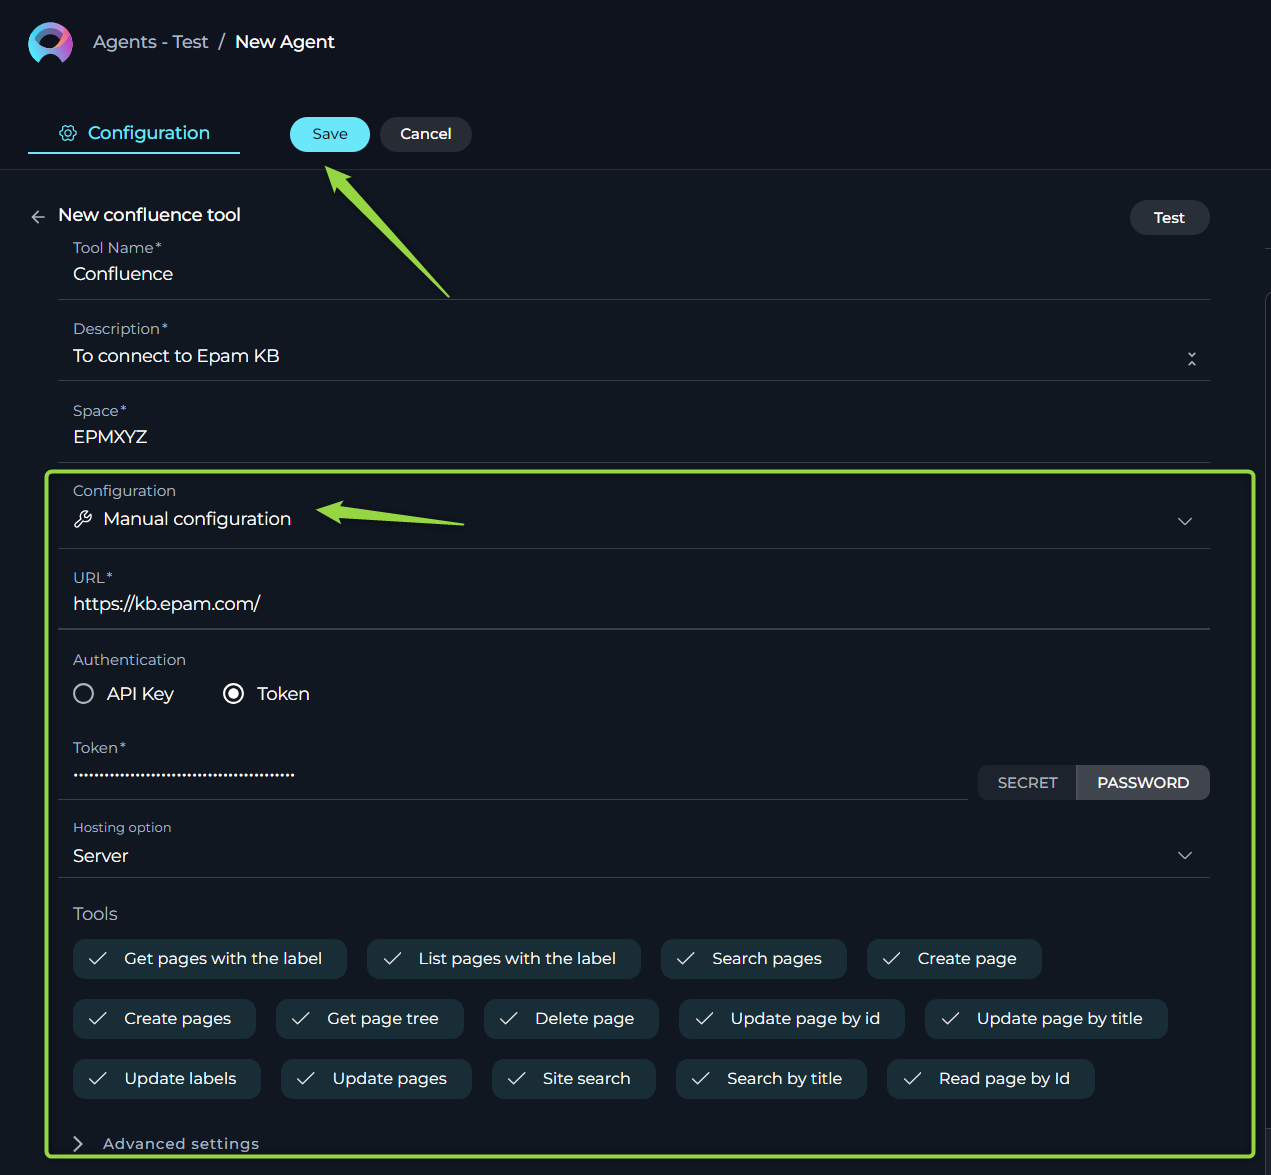 Agents - Test / New Agent
Configuration Save Cancel
New confluence tool Test
Tool Name*
Confluence
Description*
To connect to Epam KB
Space*
EPMXYZ
Configuration
Manual configuration
URL*
https://kb.epam.com/
Authentication
API Key Token
Token*
••••••••••••••••••••••••••••••••••••••••••••
SECRET PASSWORD
Hosting option
Server
Tools
Get pages with the label List pages with the label Search pages Create page
Create pages Get page tree Delete page Update page by id Update page by title
Update labels Update pages Site search Search by title Read page by Id
Advanced settings